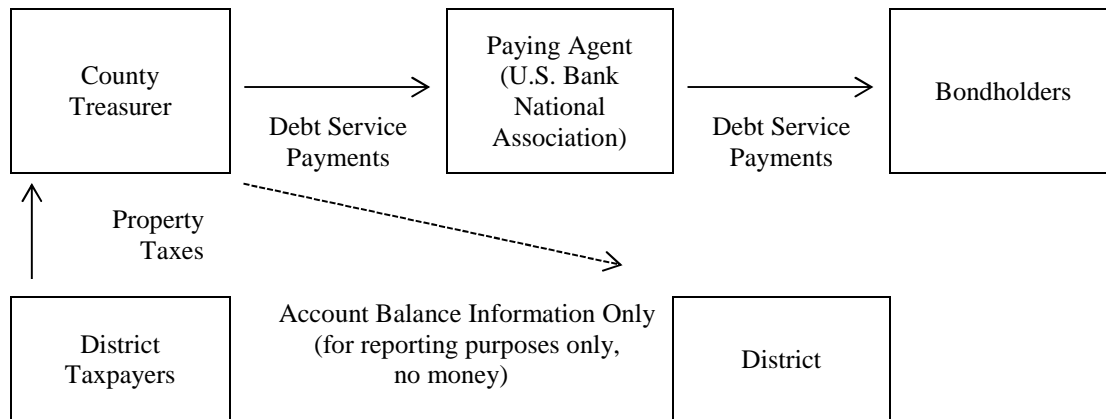 County
Treasurer
Debt Service
Payments
Paying Agent
(U.S. Bank
National
Association)
Debt Service
Payments
Bondholders
Property
Taxes
District
Taxpayers
Account Balance Information Only
(for reporting purposes only,
no money)
District